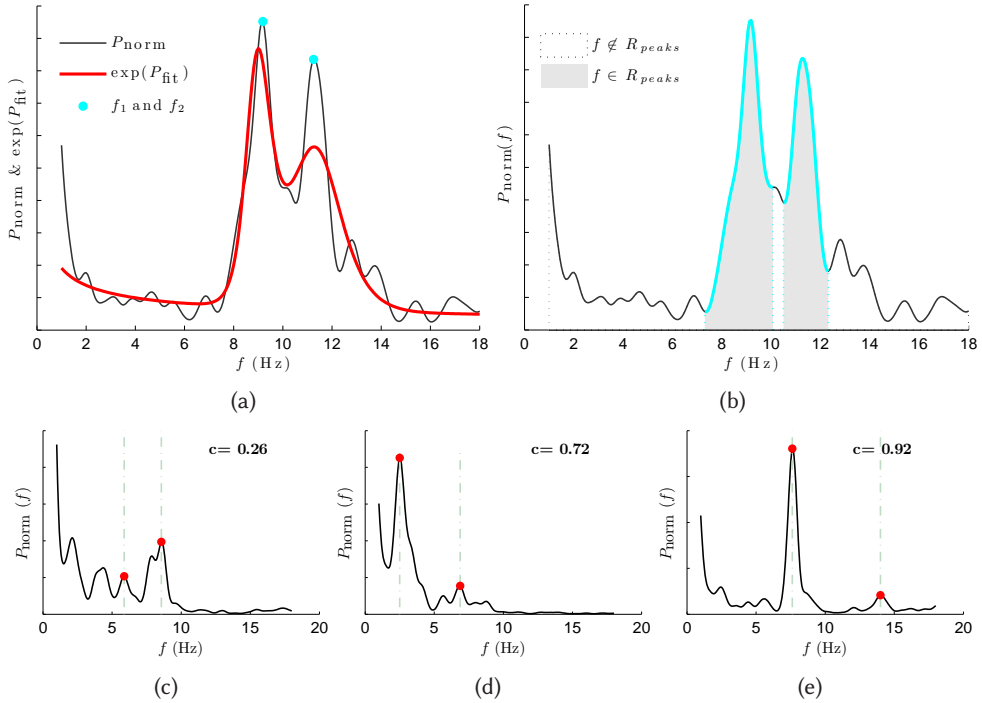 P_norm & exp(P_fit)
P_norm
exp(P_fit)
f_1 and f_2
0 2 4 6 8 10 12 14 16 18
f (Hz)
(a)
P_norm(f)
f ∉ R_peaks
f ∈ R_peaks
0 2 4 6 8 10 12 14 16 18
f (Hz)
(b)
P_norm (f)
c= 0.26
0 5 10 15 20
f (Hz)
(c)
P_norm (f)
c= 0.72
0 5 10 15 20
f (Hz)
(d)
P_norm (f)
c= 0.92
0 5 10 15 20
f (Hz)
(e)